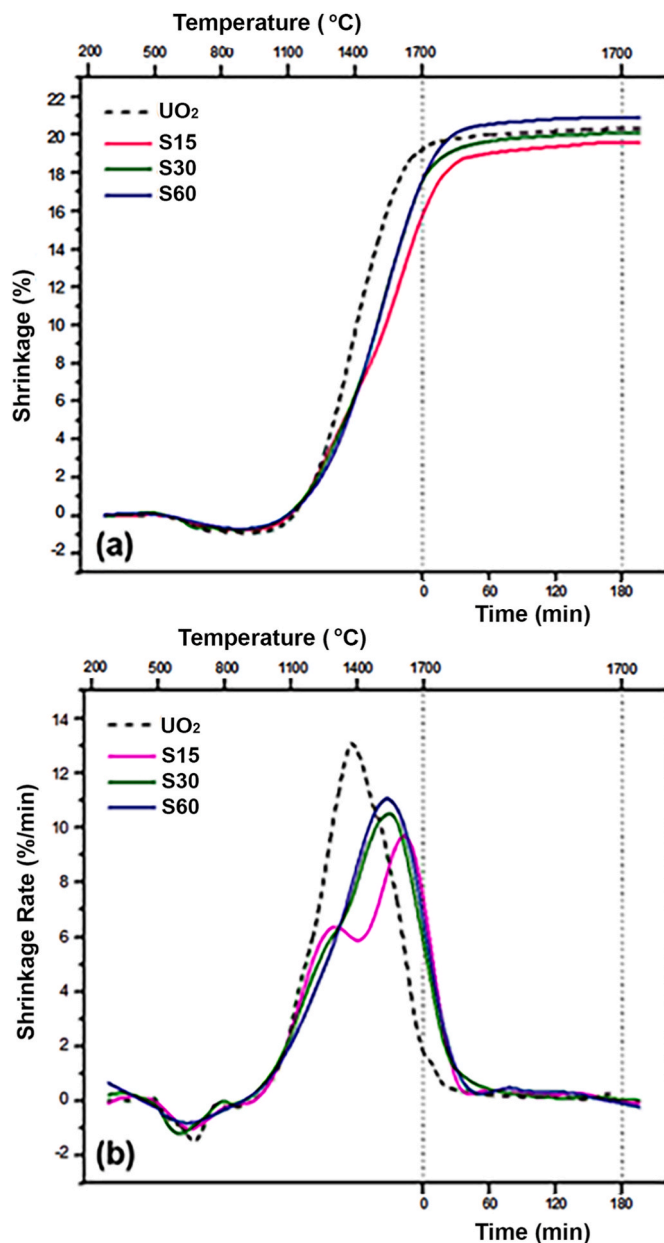 Temperature (°C)
200 500 800 1100 1400 1700 1700
22
20
18
16
14
12
10
8
6
4
2
0
-2
Shrinkage (%)
UO₂
S15
S30
S60
(a)
0 60 120 180
Time (min)
Temperature (°C)
200 500 800 1100 1400 1700 1700
14
12
10
8
6
4
2
0
-2
Shrinkage Rate (%/min)
UO₂
S15
S30
S60
(b)
0 60 120 180
Time (min)